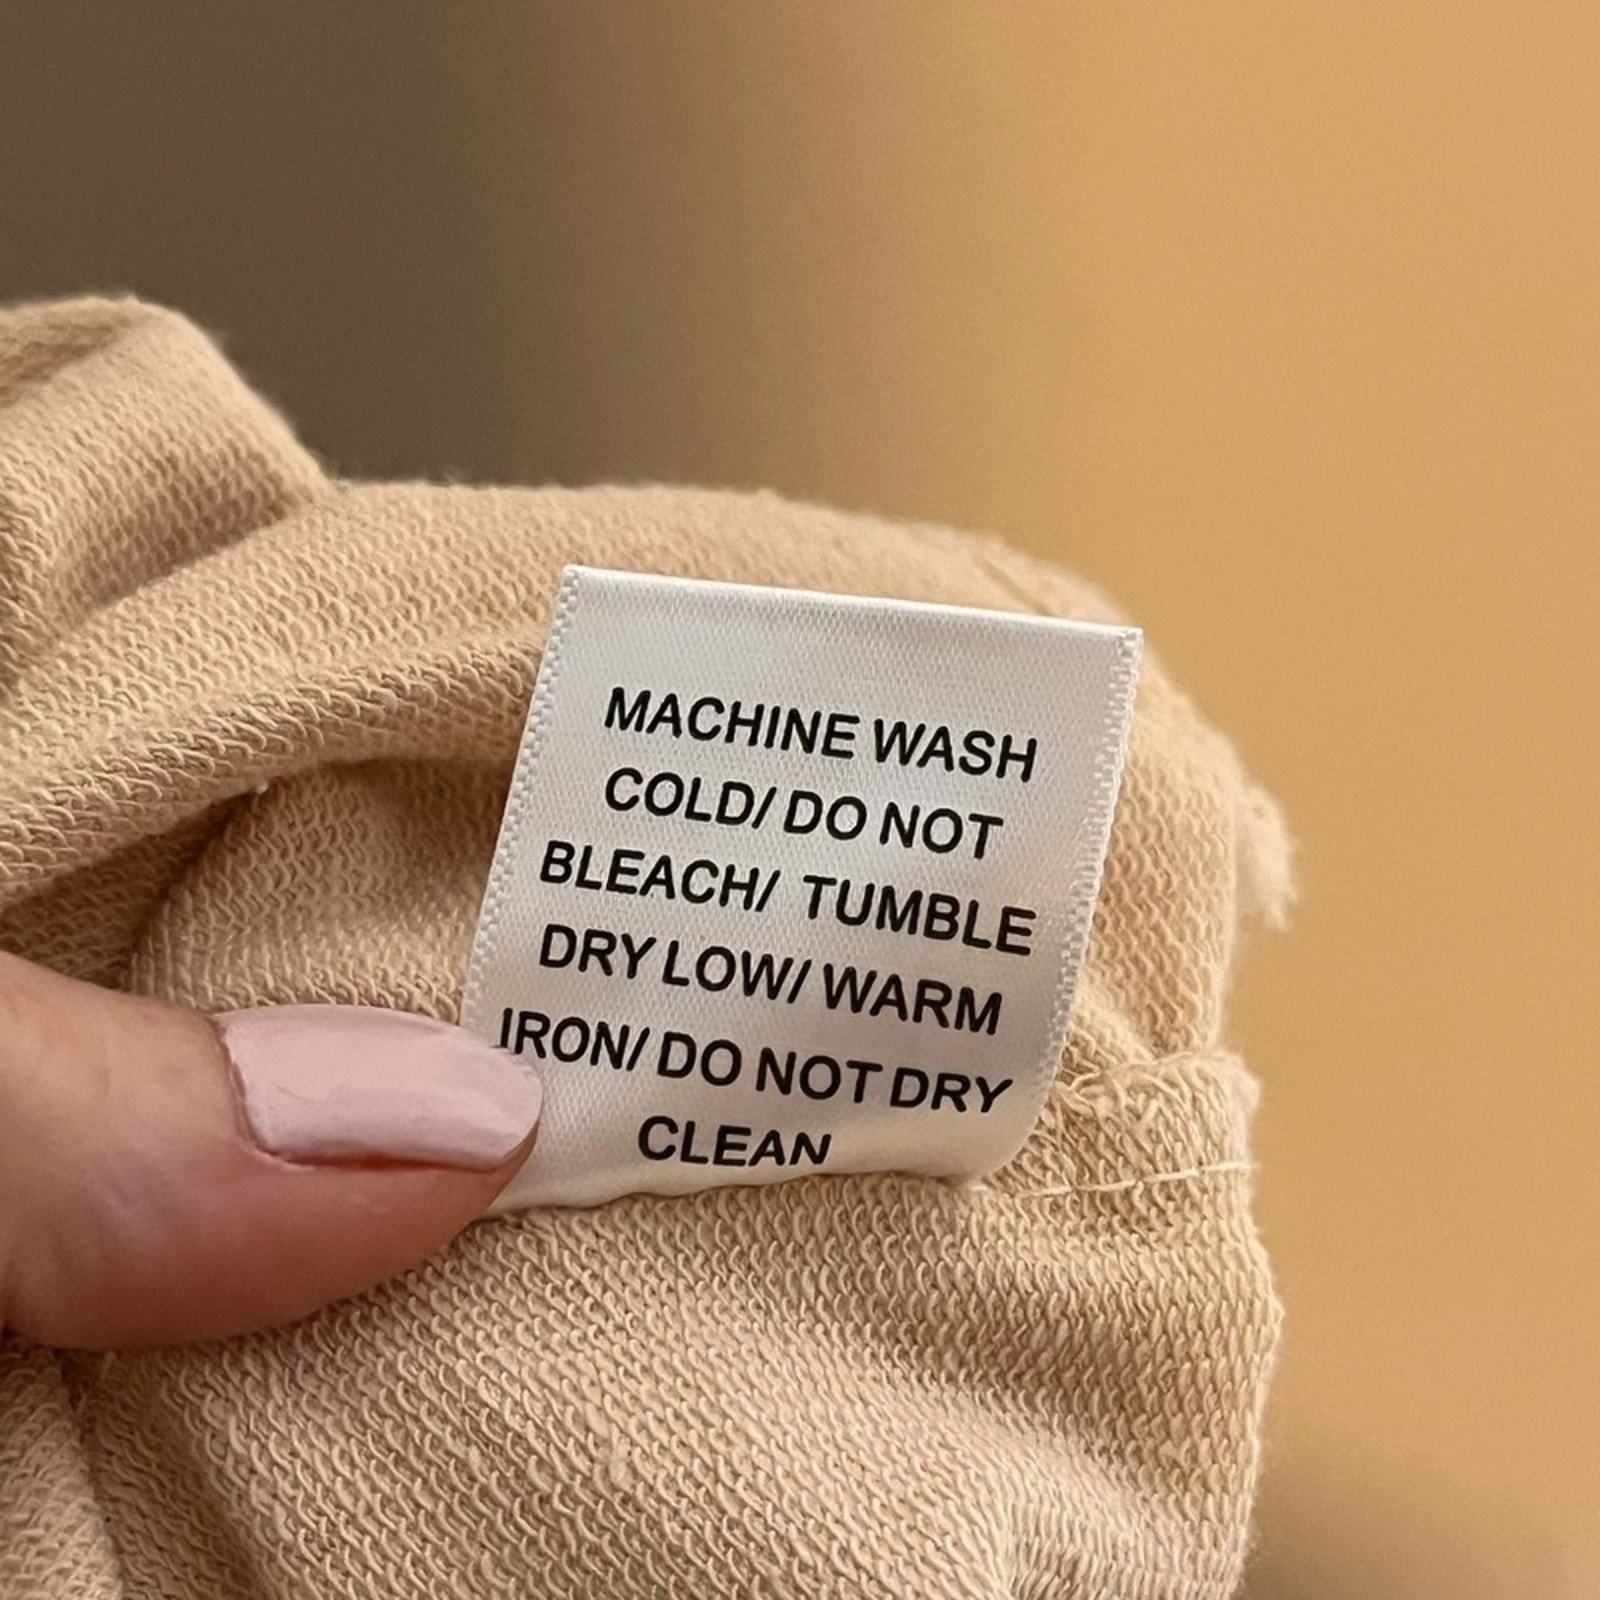 MACHINE WASH
COLD/ DO NOT
BLEACH/ TUMBLE
DRY LOW/ WARM
IRON/ DO NOT DRY
CLEAN